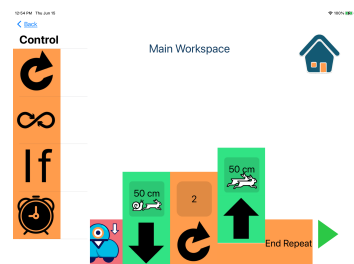 12:54 PM Thu Jun 15
100%
Back
Control
Main Workspace
If
50 cm
2
50 cm
End Repeat